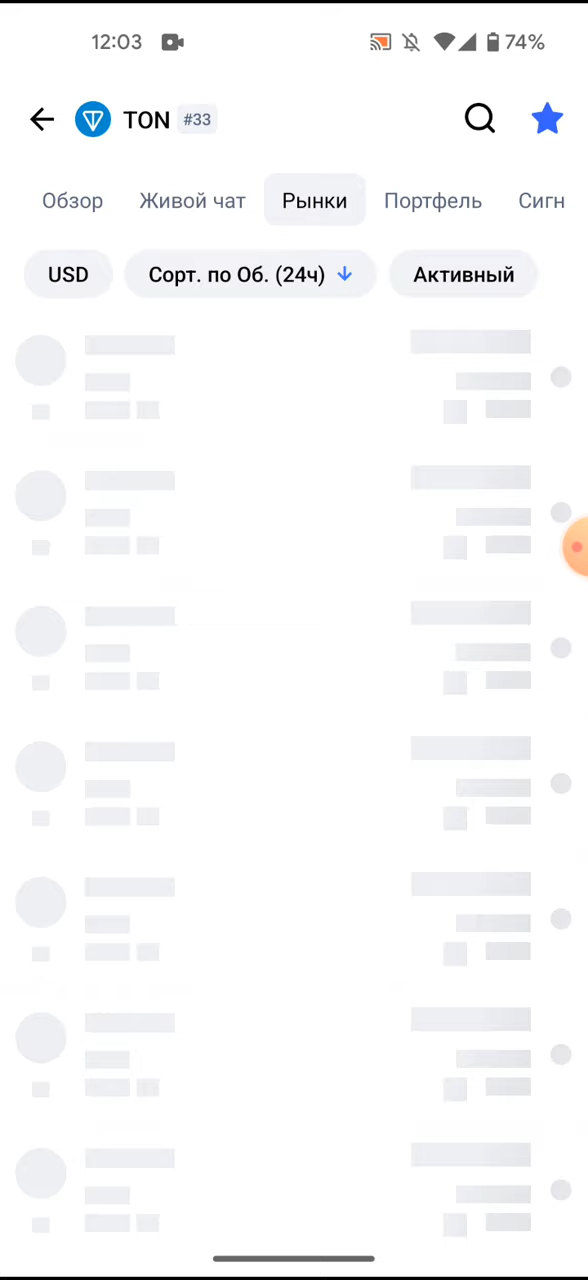 12:03 74%
TON #33
Обзор Живой чат Рынки Портфель Сигн
USD Сорт. по Об. (24ч) Активный